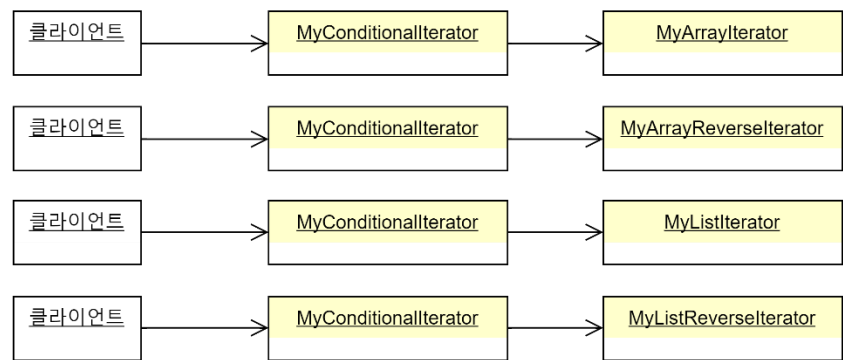 클라이언트 MyConditionalIterator MyArrayIterator
클라이언트 MyConditionalIterator MyArrayReverseIterator
클라이언트 MyConditionalIterator MyListIterator
클라이언트 MyConditionalIterator MyListReverseIterator